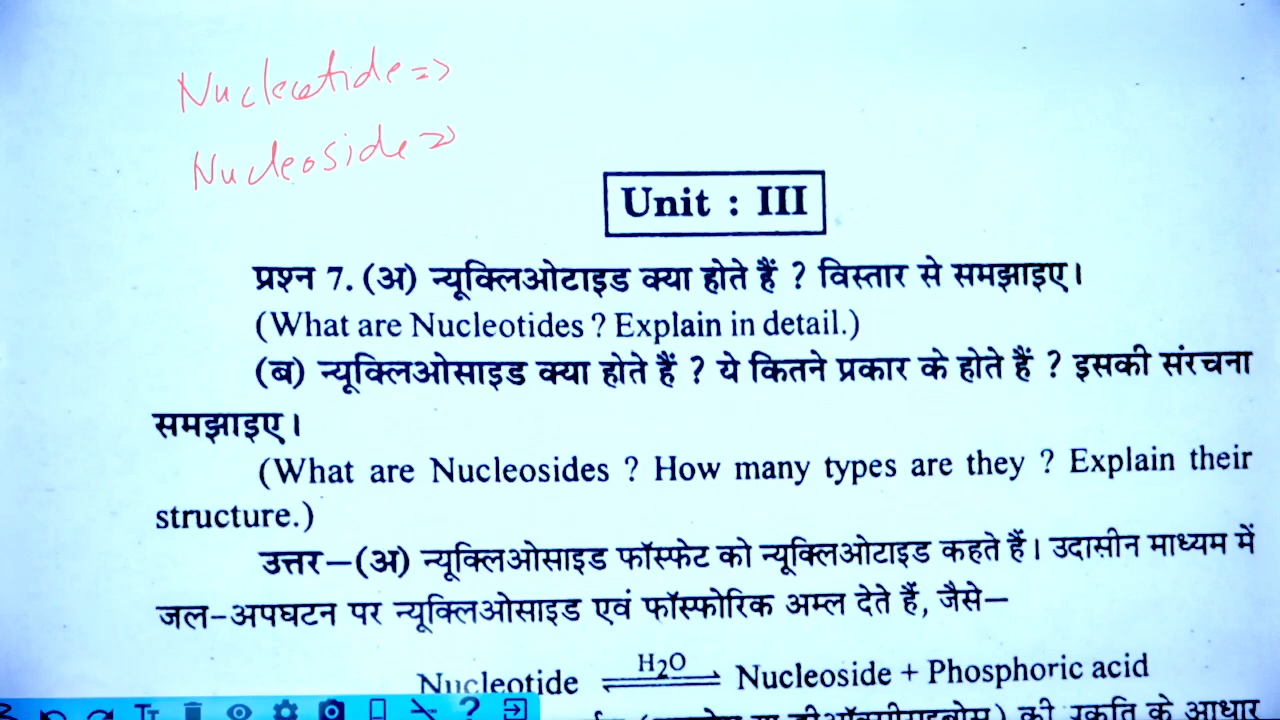 Nucleotide =>
Nucleoside =>
Unit : III
प्रश्न 7. (अ) न्यूक्लिओटाइड क्या होते हैं ? विस्तार से समझाइए।
(What are Nucleotides ? Explain in detail.)
(ब) न्यूक्लिओसाइड क्या होते हैं ? ये कितने प्रकार के होते हैं ? इसकी संरचना
समझाइए।
(What are Nucleosides ? How many types are they ? Explain their
structure.)
उत्तर–(अ) न्यूक्लिओसाइड फॉस्फेट को न्यूक्लिओटाइड कहते हैं। उदासीन माध्यम में
जल-अपघटन पर न्यूक्लिओसाइड एवं फॉस्फोरिक अम्ल देते हैं, जैसे–
Nucleotide ⇌ H₂O Nucleoside + Phosphoric acid
की प्रकृति के आधार